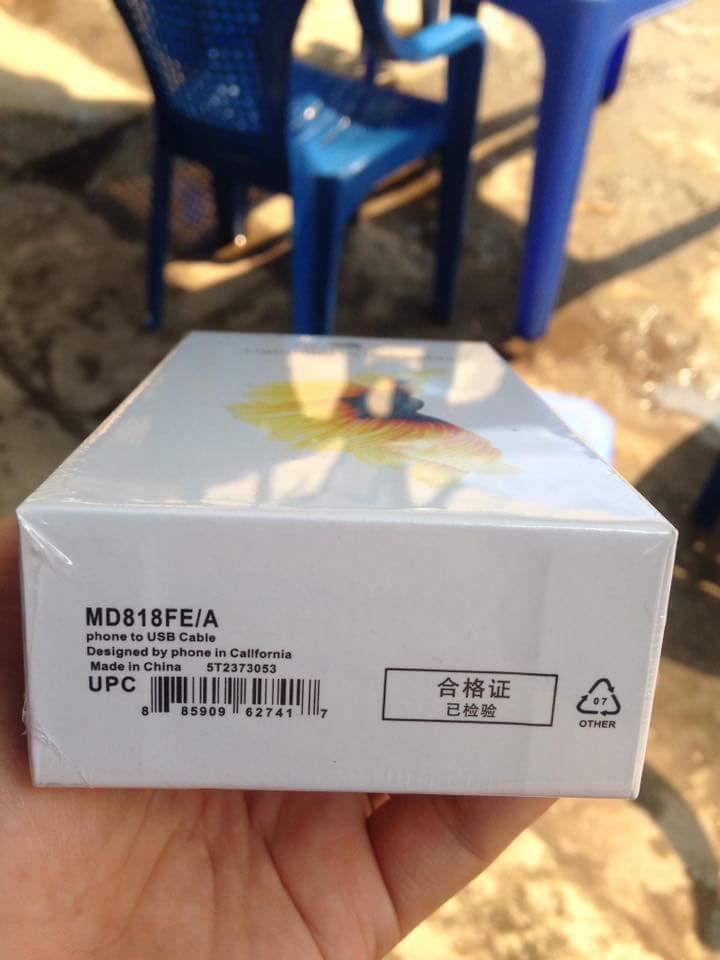 MD818FE/A
phone to USB Cable
Designed by phone in Callfornia
Made in China 5T2373053
UPC
8 85909 62741 7
合格证
已检验
07
OTHER